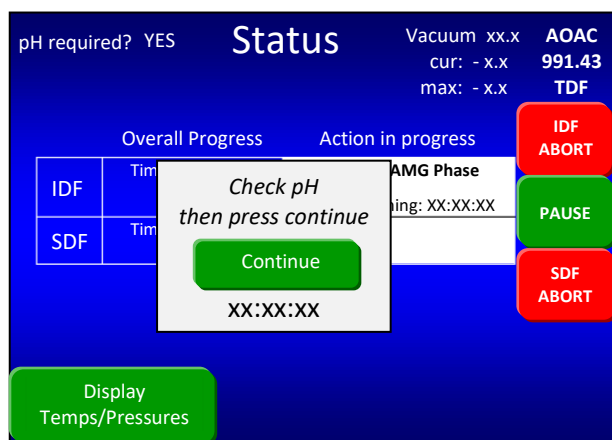 pH required? YES
Status
Vacuum xx.x
cur: - x.x
max: - x.x
AOAC
991.43
TDF
Overall Progress
Action in progress
IDF
ABORT
IDF
Tim
AMG Phase
ning: XX:XX:XX
PAUSE
SDF
Tim
Check pH
then press continue
Continue
xx:xx:xx
SDF
ABORT
Display
Temps/Pressures